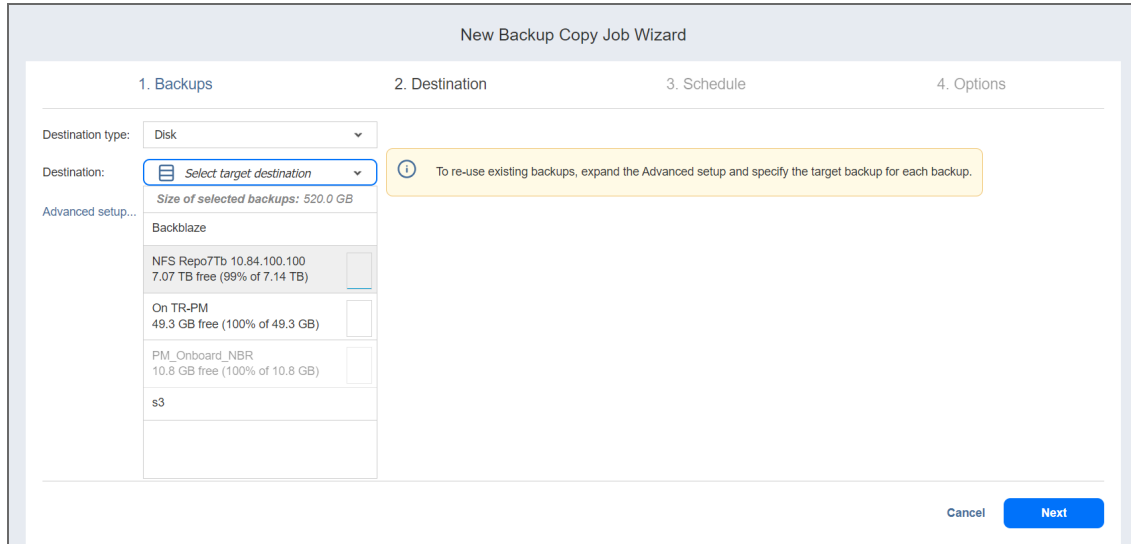 New Backup Copy Job Wizard
1. Backups
2. Destination
3. Schedule
4. Options
Destination type:
Disk
Destination:
Select target destination
To re-use existing backups, expand the Advanced setup and specify the target backup for each backup.
Size of selected backups: 520.0 GB
Advanced setup...
Backblaze
NFS Repo7Tb 10.84.100.100
7.07 TB free (99% of 7.14 TB)
On TR-PM
49.3 GB free (100% of 49.3 GB)
PM_Onboard_NBR
10.8 GB free (100% of 10.8 GB)
s3
Cancel
Next